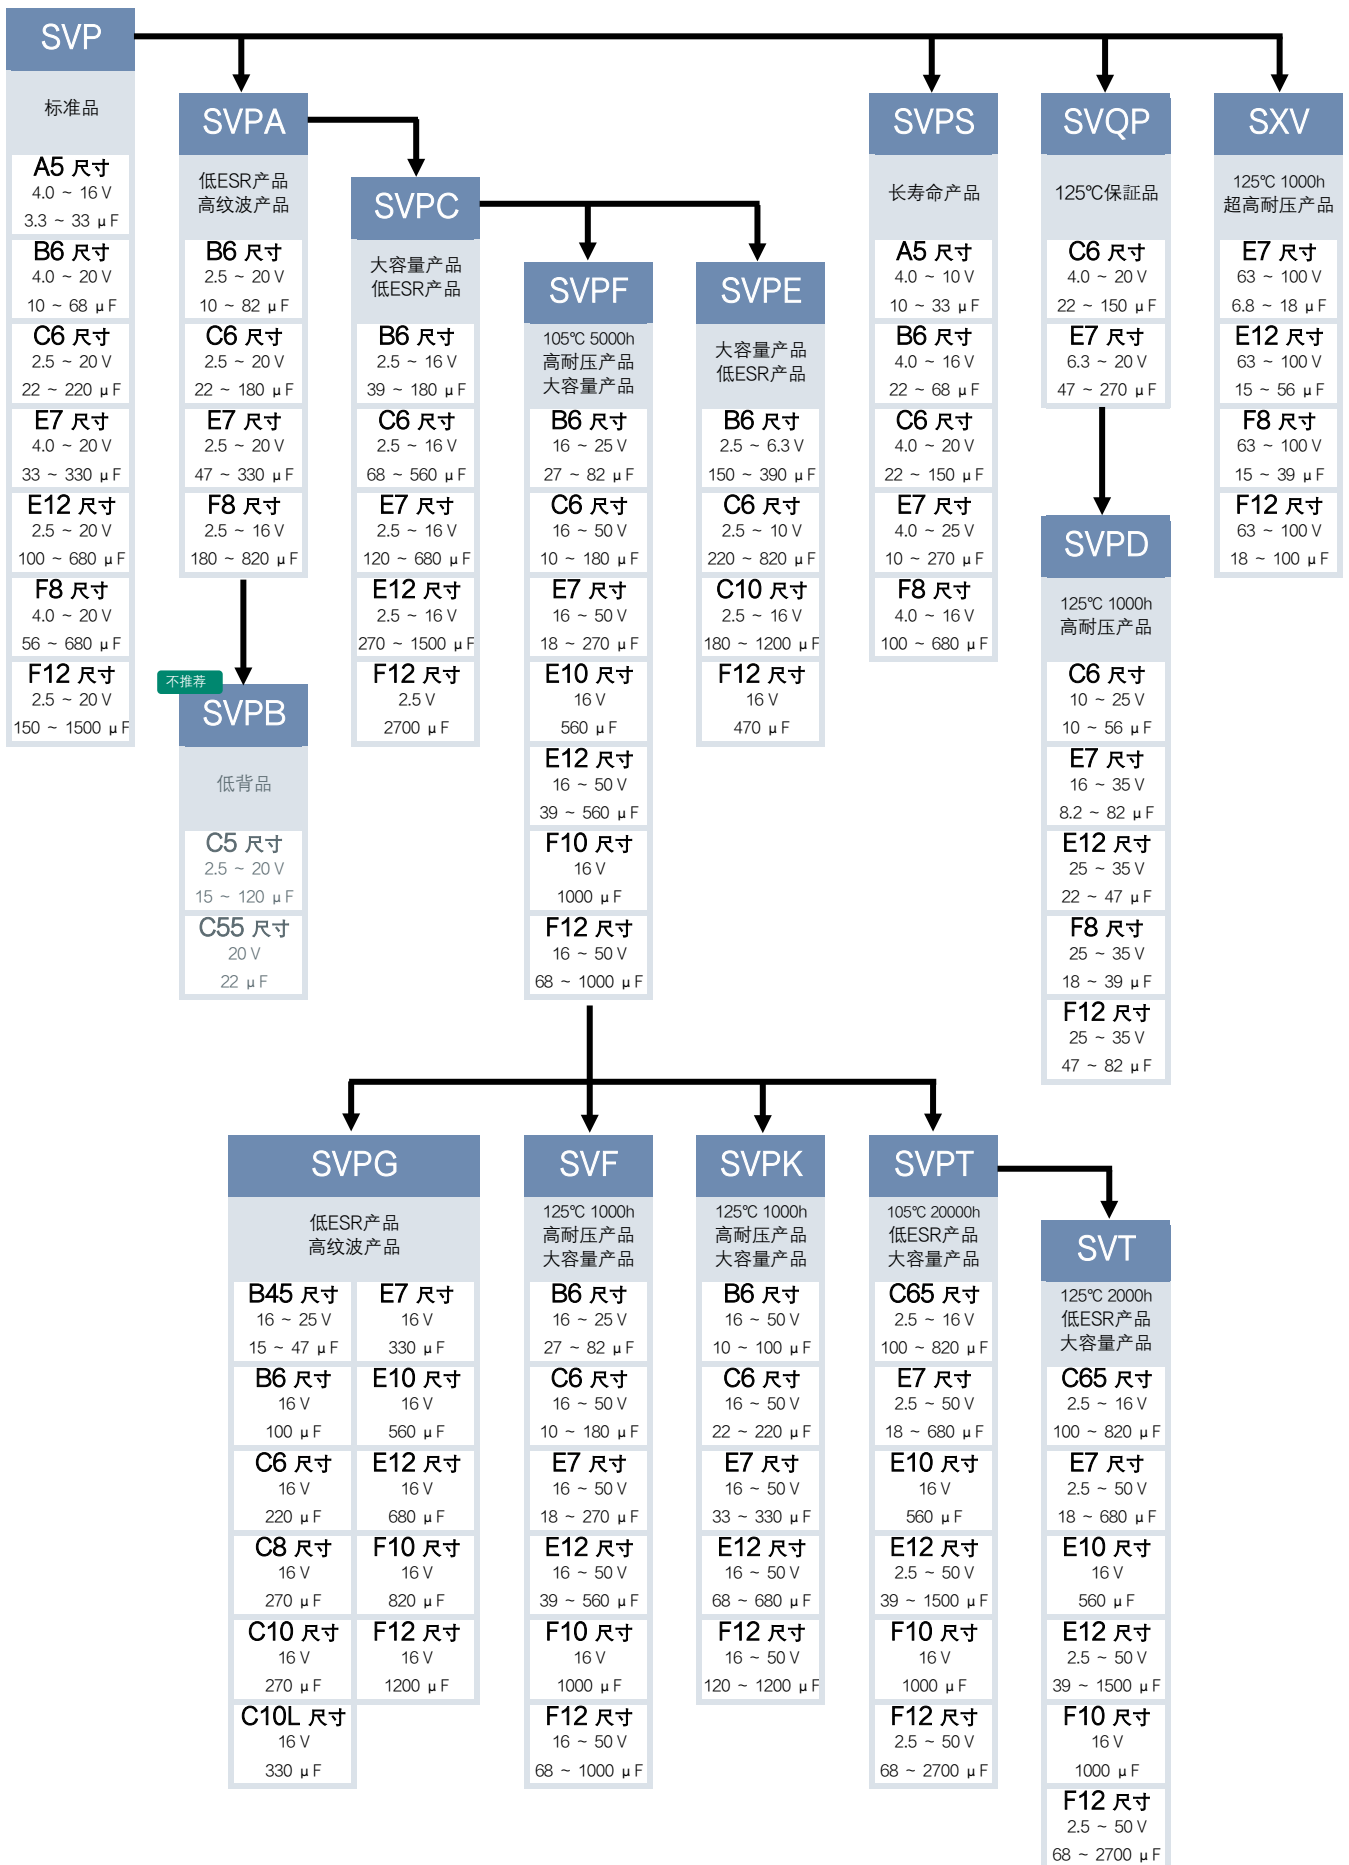 SVP
标准品
A5 尺寸
4.0 ~ 16 V
3.3 ~ 33 μF
B6 尺寸
4.0 ~ 20 V
10 ~ 68 μF
C6 尺寸
2.5 ~ 20 V
22 ~ 220 μF
E7 尺寸
4.0 ~ 20 V
33 ~ 330 μF
E12 尺寸
2.5 ~ 20 V
100 ~ 680 μF
F8 尺寸
4.0 ~ 20 V
56 ~ 680 μF
F12 尺寸
2.5 ~ 20 V
150 ~ 1500 μF
SVPA
低ESR产品
高纹波产品
B6 尺寸
2.5 ~ 20 V
10 ~ 82 μF
C6 尺寸
2.5 ~ 20 V
22 ~ 180 μF
E7 尺寸
2.5 ~ 20 V
47 ~ 330 μF
F8 尺寸
2.5 ~ 16 V
180 ~ 820 μF
不推荐
SVPB
低背品
C5 尺寸
2.5 ~ 20 V
15 ~ 120 μF
C55 尺寸
20 V
22 μF
SVPC
大容量产品
低ESR产品
B6 尺寸
2.5 ~ 16 V
39 ~ 180 μF
C6 尺寸
2.5 ~ 16 V
68 ~ 560 μF
E7 尺寸
2.5 ~ 16 V
120 ~ 680 μF
E12 尺寸
2.5 ~ 16 V
270 ~ 1500 μF
F12 尺寸
2.5 V
2700 μF
SVPF
105℃ 5000h
高耐压产品
大容量产品
B6 尺寸
16 ~ 25 V
27 ~ 82 μF
C6 尺寸
16 ~ 50 V
10 ~ 180 μF
E7 尺寸
16 ~ 50 V
18 ~ 270 μF
E10 尺寸
16 V
560 μF
E12 尺寸
16 ~ 50 V
39 ~ 560 μF
F10 尺寸
16 V
1000 μF
F12 尺寸
16 ~ 50 V
68 ~ 1000 μF
SVPE
大容量产品
低ESR产品
B6 尺寸
2.5 ~ 6.3 V
150 ~ 390 μF
C6 尺寸
2.5 ~ 10 V
220 ~ 820 μF
C10 尺寸
2.5 ~ 16 V
180 ~ 1200 μF
F12 尺寸
16 V
470 μF
SVPS
长寿命产品
A5 尺寸
4.0 ~ 10 V
10 ~ 33 μF
B6 尺寸
4.0 ~ 16 V
22 ~ 68 μF
C6 尺寸
4.0 ~ 20 V
22 ~ 150 μF
E7 尺寸
4.0 ~ 25 V
10 ~ 270 μF
F8 尺寸
4.0 ~ 16 V
100 ~ 680 μF
SVQP
125℃保証品
C6 尺寸
4.0 ~ 20 V
22 ~ 150 μF
E7 尺寸
6.3 ~ 20 V
47 ~ 270 μF
SVPD
125℃ 1000h
高耐压产品
C6 尺寸
10 ~ 25 V
10 ~ 56 μF
E7 尺寸
16 ~ 35 V
8.2 ~ 82 μF
E12 尺寸
25 ~ 35 V
22 ~ 47 μF
F8 尺寸
25 ~ 35 V
18 ~ 39 μF
F12 尺寸
25 ~ 35 V
47 ~ 82 μF
SXV
125℃ 1000h
超高耐压产品
E7 尺寸
63 ~ 100 V
6.8 ~ 18 μF
E12 尺寸
63 ~ 100 V
15 ~ 56 μF
F8 尺寸
63 ~ 100 V
15 ~ 39 μF
F12 尺寸
63 ~ 100 V
18 ~ 100 μF
SVPG
低ESR产品
高纹波产品
B45 尺寸
16 ~ 25 V
15 ~ 47 μF
B6 尺寸
16 V
100 μF
C6 尺寸
16 V
220 μF
C8 尺寸
16 V
270 μF
C10 尺寸
16 V
270 μF
C10L 尺寸
16 V
330 μF
E7 尺寸
16 V
330 μF
E10 尺寸
16 V
560 μF
E12 尺寸
16 V
680 μF
F10 尺寸
16 V
820 μF
F12 尺寸
16 V
1200 μF
SVF
125℃ 1000h
高耐压产品
大容量产品
B6 尺寸
16 ~ 25 V
27 ~ 82 μF
C6 尺寸
16 ~ 50 V
10 ~ 180 μF
E7 尺寸
16 ~ 50 V
18 ~ 270 μF
E12 尺寸
16 ~ 50 V
39 ~ 560 μF
F10 尺寸
16 V
1000 μF
F12 尺寸
16 ~ 50 V
68 ~ 1000 μF
SVPK
125℃ 1000h
高耐压产品
大容量产品
B6 尺寸
16 ~ 50 V
10 ~ 100 μF
C6 尺寸
16 ~ 50 V
22 ~ 220 μF
E7 尺寸
16 ~ 50 V
33 ~ 330 μF
E12 尺寸
16 ~ 50 V
68 ~ 680 μF
F12 尺寸
16 ~ 50 V
120 ~ 1200 μF
SVPT
105℃ 20000h
低ESR产品
大容量产品
C65 尺寸
2.5 ~ 16 V
100 ~ 820 μF
E7 尺寸
2.5 ~ 50 V
18 ~ 680 μF
E10 尺寸
16 V
560 μF
E12 尺寸
2.5 ~ 50 V
39 ~ 1500 μF
F10 尺寸
16 V
1000 μF
F12 尺寸
2.5 ~ 50 V
68 ~ 2700 μF
SVT
125℃ 2000h
低ESR产品
大容量产品
C65 尺寸
2.5 ~ 16 V
100 ~ 820 μF
E7 尺寸
2.5 ~ 50 V
18 ~ 680 μF
E10 尺寸
16 V
560 μF
E12 尺寸
2.5 ~ 50 V
39 ~ 1500 μF
F10 尺寸
16 V
1000 μF
F12 尺寸
2.5 ~ 50 V
68 ~ 2700 μF